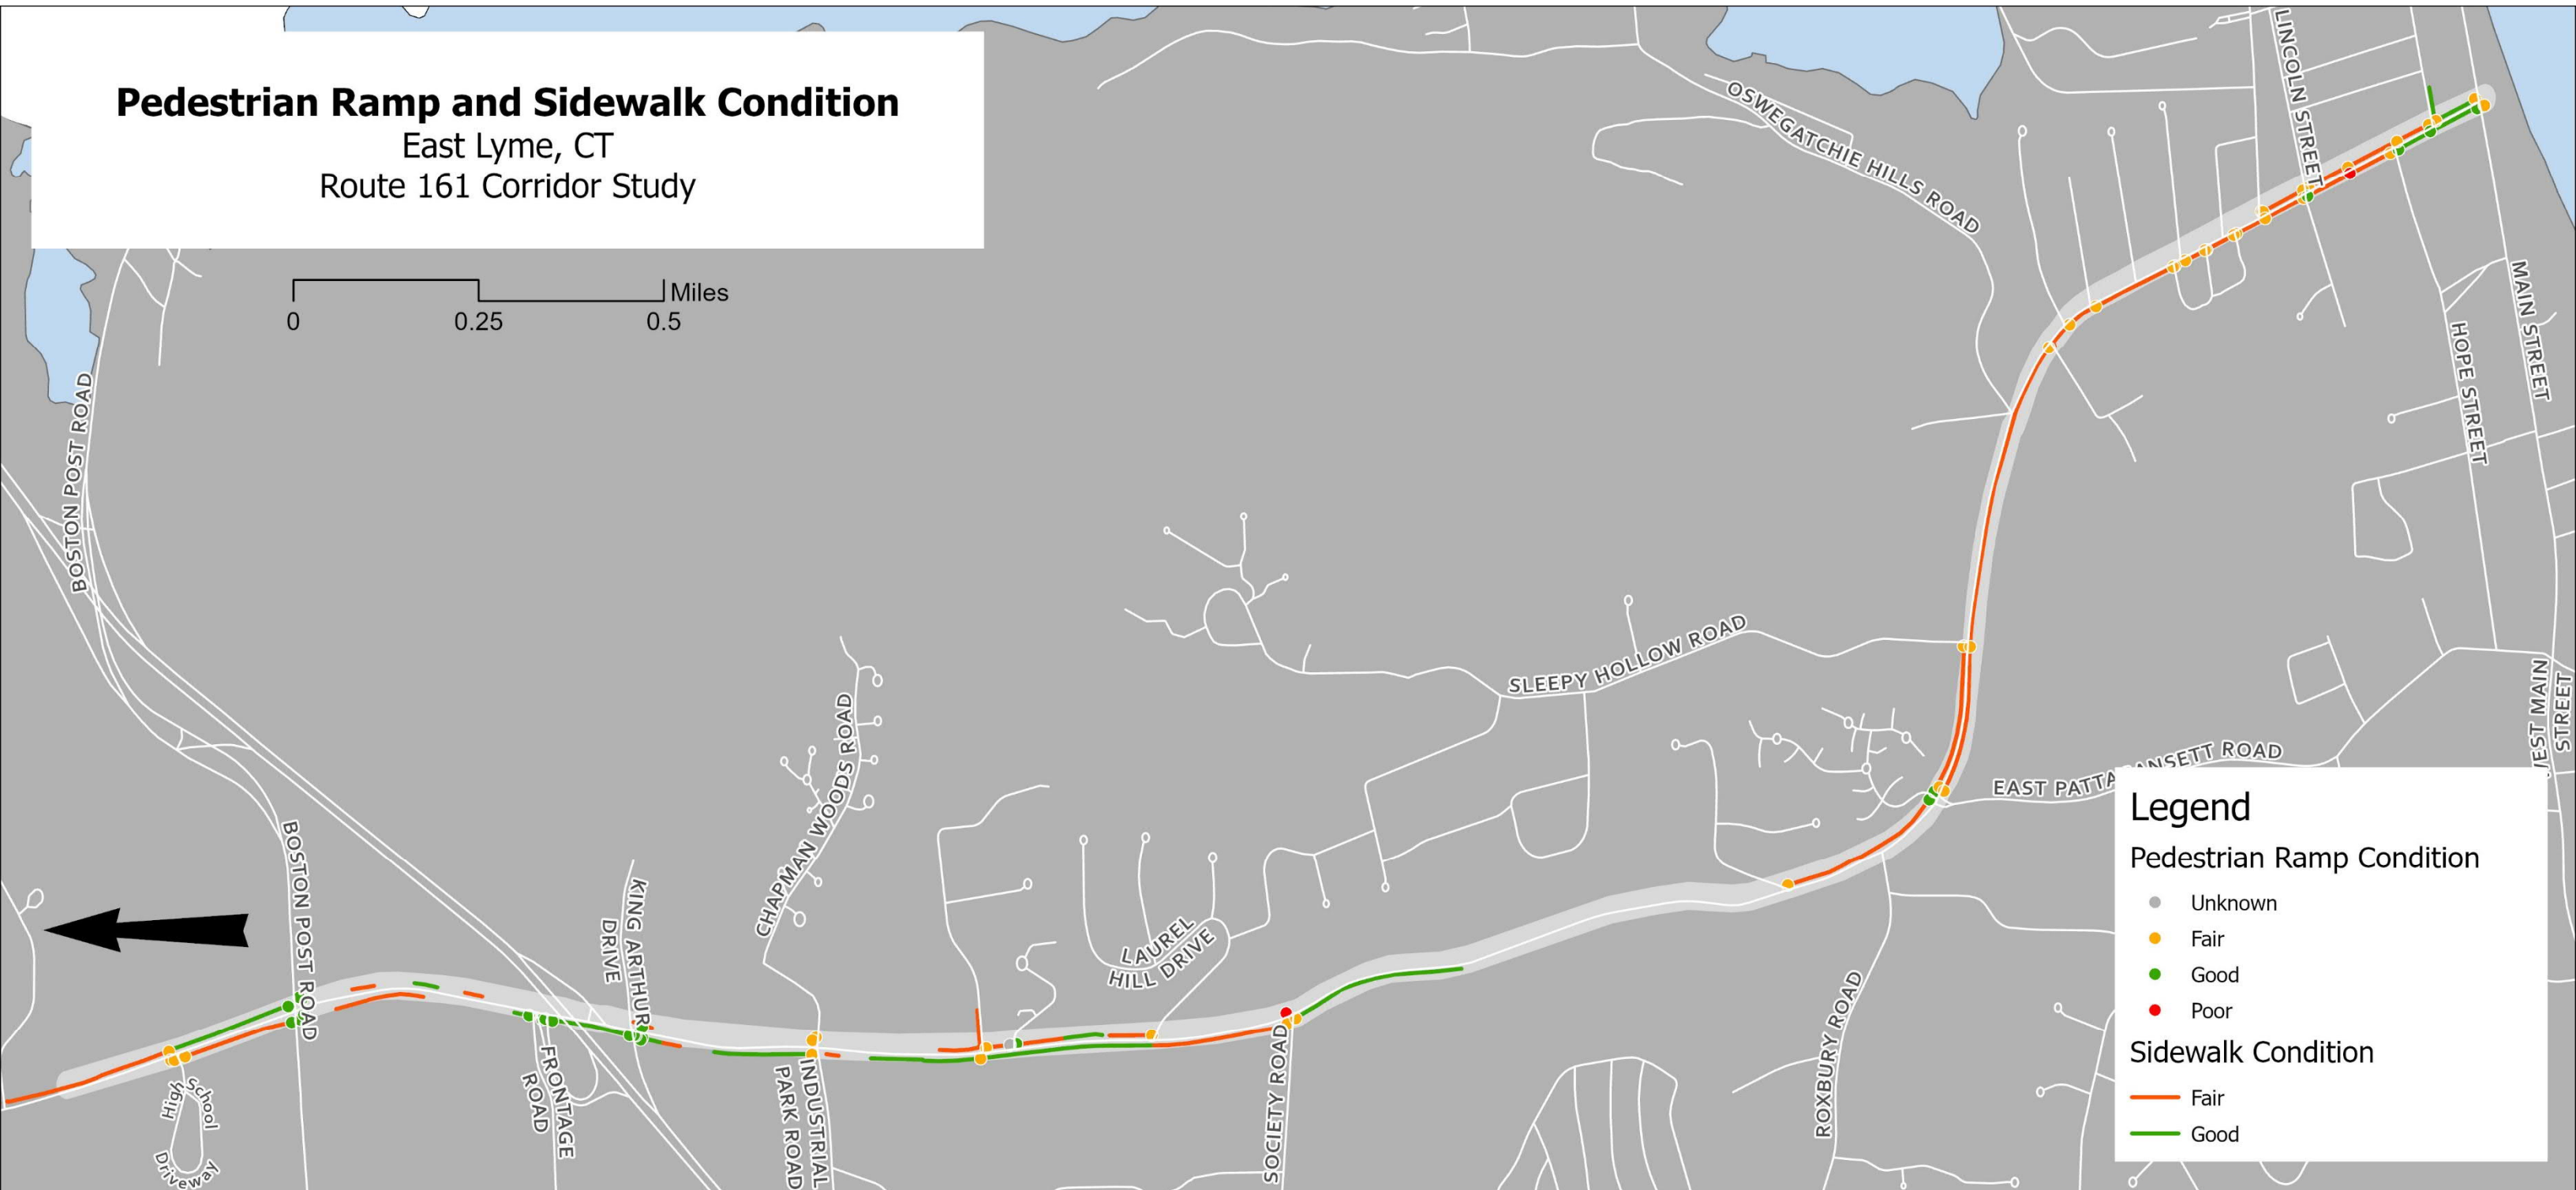 Pedestrian Ramp and Sidewalk Condition
East Lyme, CT
Route 161 Corridor Study
Miles
0
0.25
0.5
LINCOLN STREET
OSWEGATCHIE HILLS ROAD
MAIN STREET
HOPE STREET
BOSTON POST ROAD
SLEEPY HOLLOW ROAD
CHAPMAN WOODS ROAD
EAST PATTAGANSETT ROAD
WEST MAIN
STREET
BOSTON POST ROAD
KING ARTHUR
DRIVE
LAUREL
HILL DRIVE
FRONTAGE
ROAD
INDUSTRIAL
PARK ROAD
SOCIETY ROAD
ROXBURY ROAD
High School
Driveway
Legend
Pedestrian Ramp Condition
Unknown
Fair
Good
Poor
Sidewalk Condition
Fair
Good